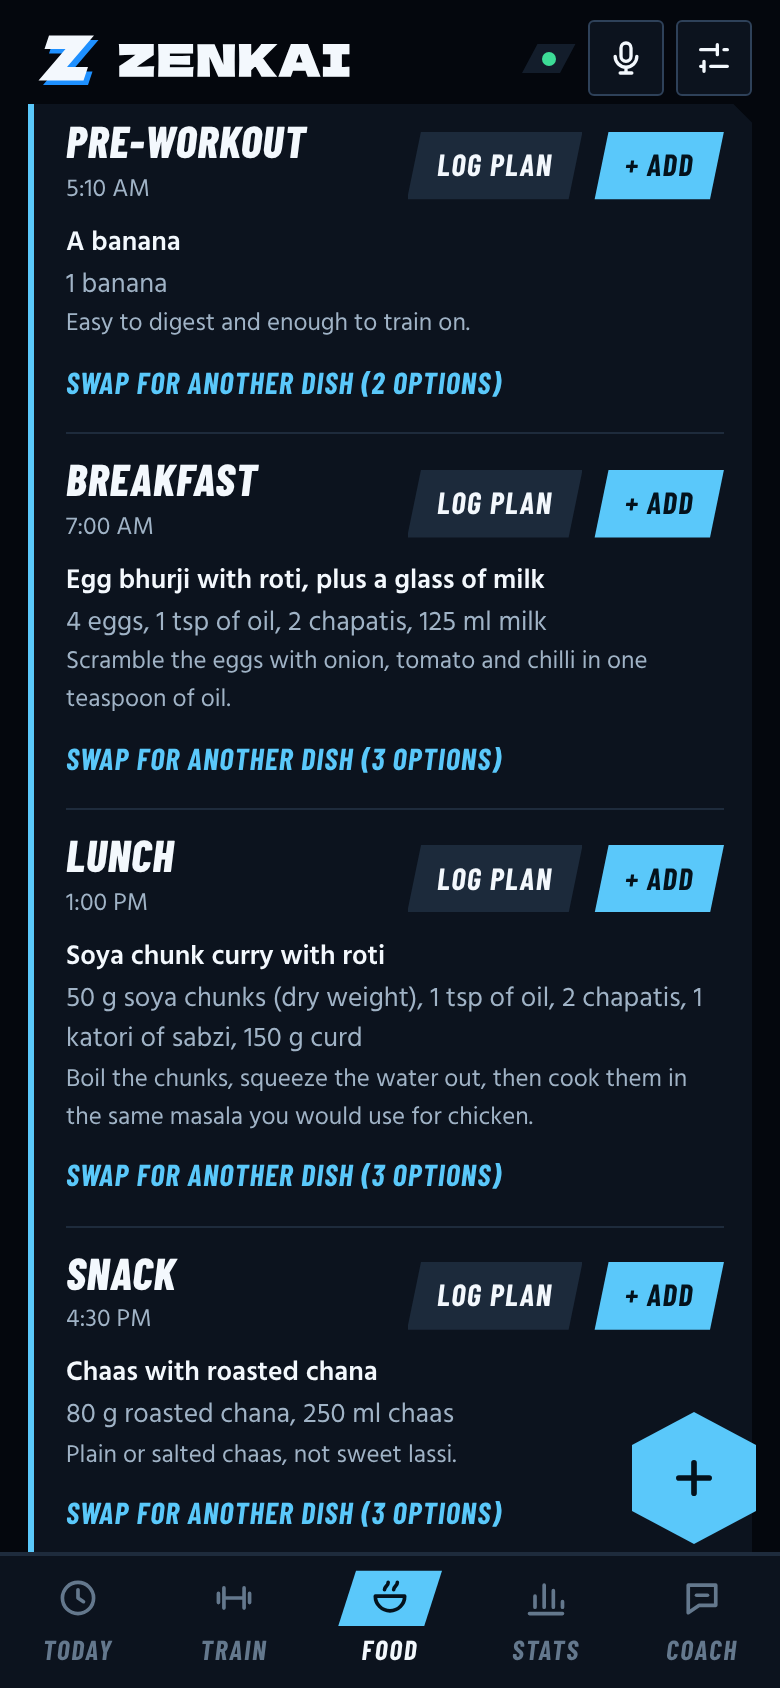 ZENKAI
PRE-WORKOUT
5:10 AM
LOG PLAN
+ ADD
A banana
1 banana
Easy to digest and enough to train on.
SWAP FOR ANOTHER DISH (2 OPTIONS)
BREAKFAST
7:00 AM
LOG PLAN
+ ADD
Egg bhurji with roti, plus a glass of milk
4 eggs, 1 tsp of oil, 2 chapatis, 125 ml milk
Scramble the eggs with onion, tomato and chilli in one
teaspoon of oil.
SWAP FOR ANOTHER DISH (3 OPTIONS)
LUNCH
1:00 PM
LOG PLAN
+ ADD
Soya chunk curry with roti
50 g soya chunks (dry weight), 1 tsp of oil, 2 chapatis, 1
katori of sabzi, 150 g curd
Boil the chunks, squeeze the water out, then cook them in
the same masala you would use for chicken.
SWAP FOR ANOTHER DISH (3 OPTIONS)
SNACK
4:30 PM
LOG PLAN
+ ADD
Chaas with roasted chana
80 g roasted chana, 250 ml chaas
Plain or salted chaas, not sweet lassi.
SWAP FOR ANOTHER DISH (3 OPTIONS)
TODAY
TRAIN
FOOD
STATS
COACH